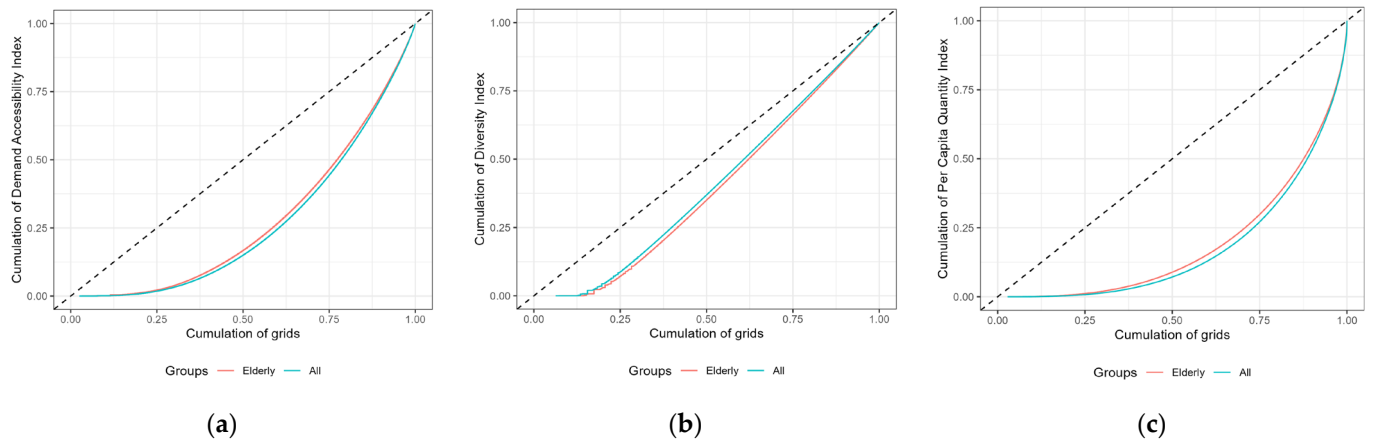 Cumulation of Demand Accessibility Index
1.00
0.75
0.50
0.25
0.00
0.00 0.25 0.50 0.75 1.00
Cumulation of grids
Groups Elderly All
(a)
Cumulation of Diversity Index
1.00
0.75
0.50
0.25
0.00
0.00 0.25 0.50 0.75 1.00
Cumulation of grids
Groups Elderly All
(b)
Cumulation of Per Capita Quantity Index
1.00
0.75
0.50
0.25
0.00
0.00 0.25 0.50 0.75 1.00
Cumulation of grids
Groups Elderly All
(c)